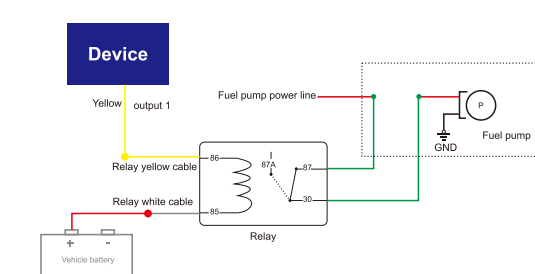 Device
Yellow
output 1
Fuel pump power line
P
Fuel pump
GND
Relay yellow cable
86
87A
87
Relay white cable
85
30
Relay
+
-
Vehicle battery